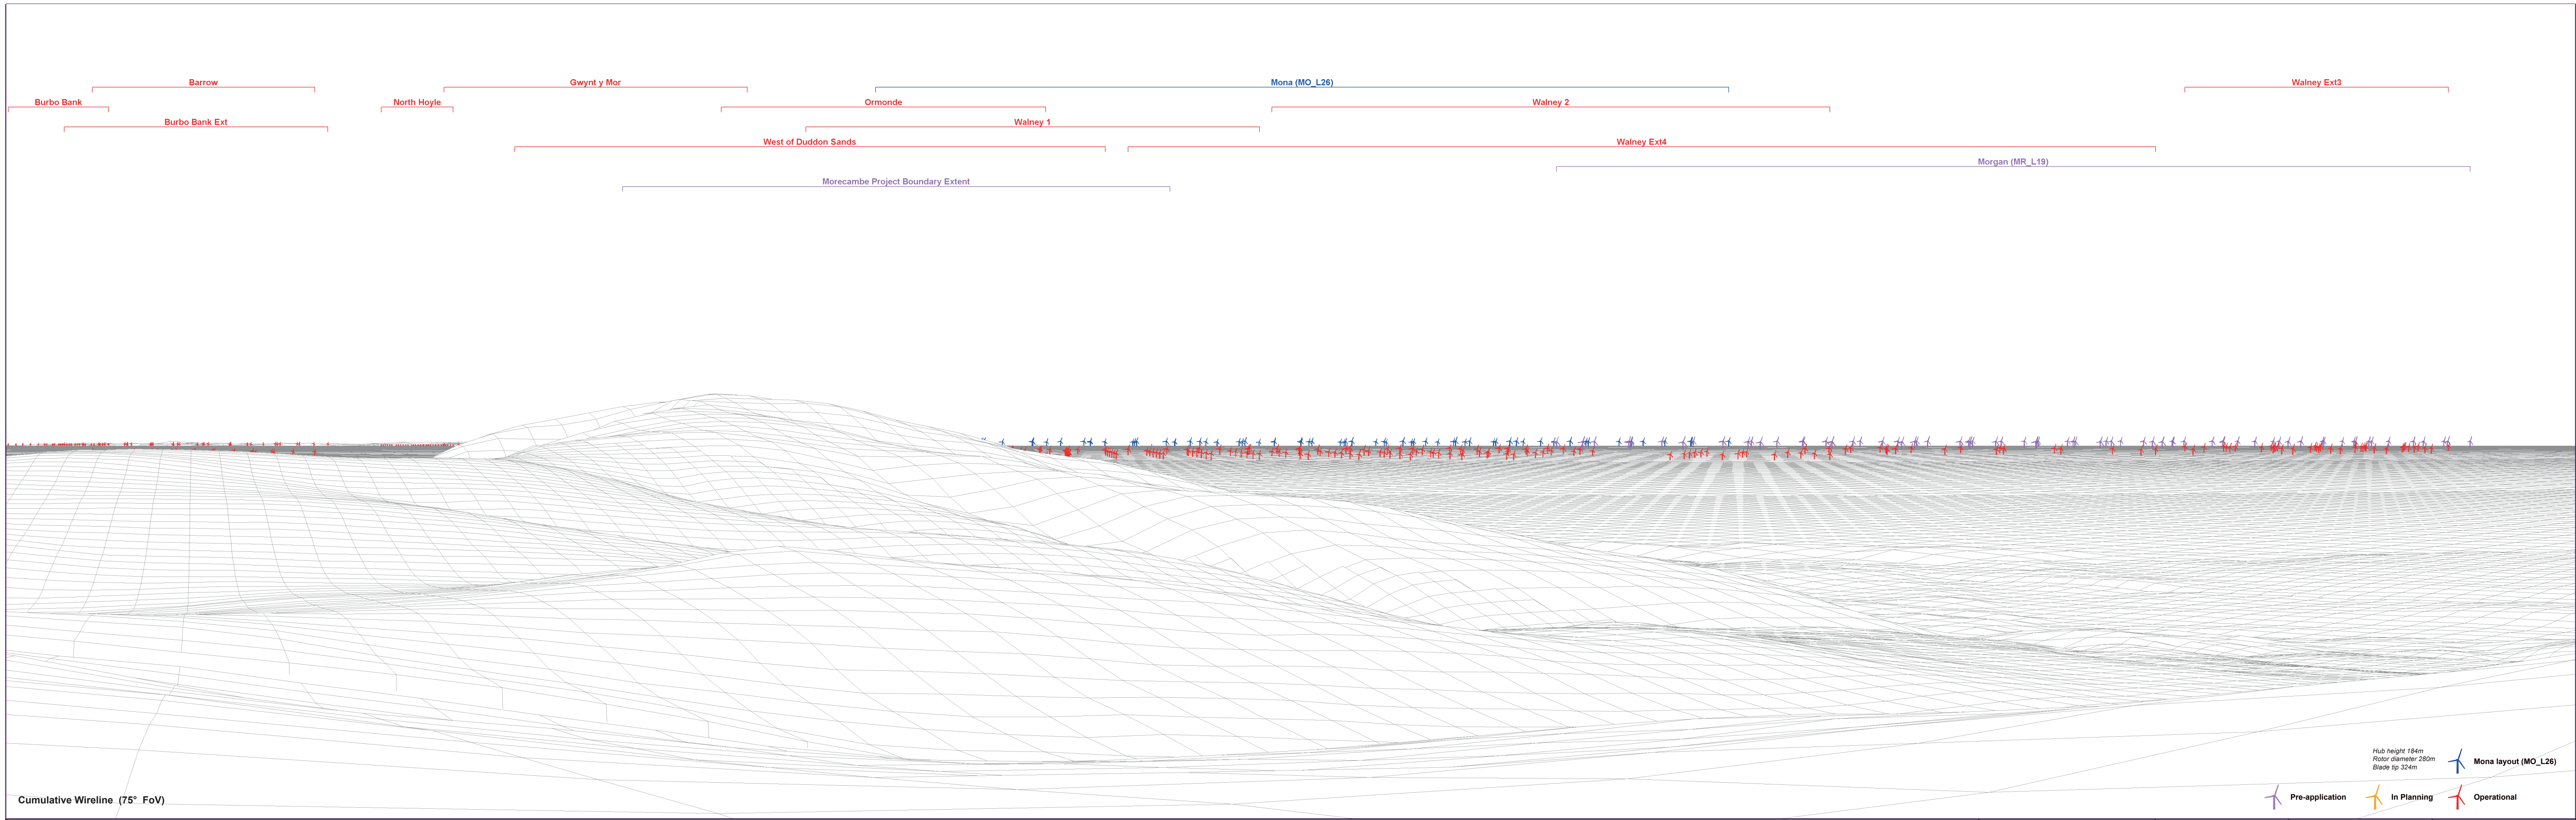 Barrow
Gwynt y Mor
Mona (MO_L26)
Walney Ext3
Burbo Bank
North Hoyle
Ormonde
Walney 2
Burbo Bank Ext
Walney 1
West of Duddon Sands
Walney Ext4
Morgan (MR_L19)
Morecambe Project Boundary Extent
Hub height 184m
Rotor diameter 280m
Blade tip 324m
Mona layout (MO_L26)
Cumulative Wireline (75° FoV)
Pre-application
In Planning
Operational